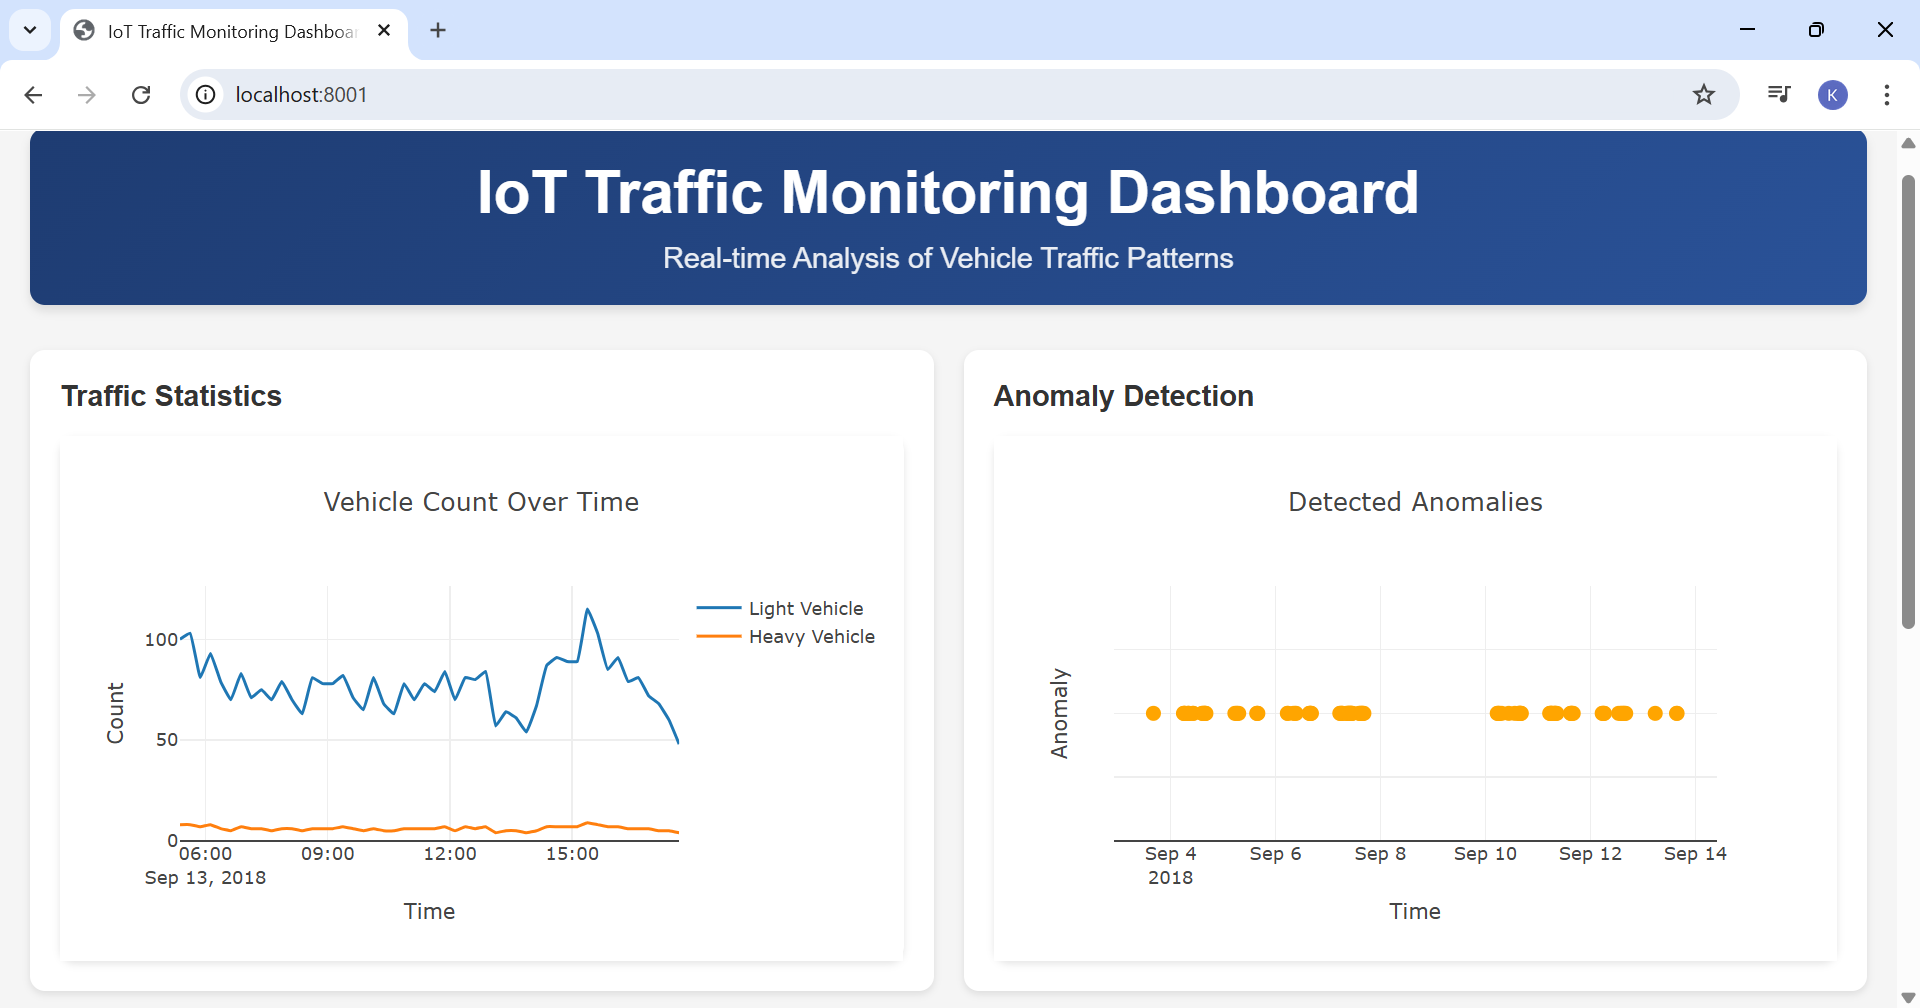 IoT Traffic Monitoring Dashboar
localhost:8001
K
IoT Traffic Monitoring Dashboard
Real-time Analysis of Vehicle Traffic Patterns
Traffic Statistics
Vehicle Count Over Time
Light Vehicle
Heavy Vehicle
Count
100
50
0
06:00 09:00 12:00 15:00
Sep 13, 2018
Time
Anomaly Detection
Detected Anomalies
Anomaly
Sep 4 Sep 6 Sep 8 Sep 10 Sep 12 Sep 14
2018
Time